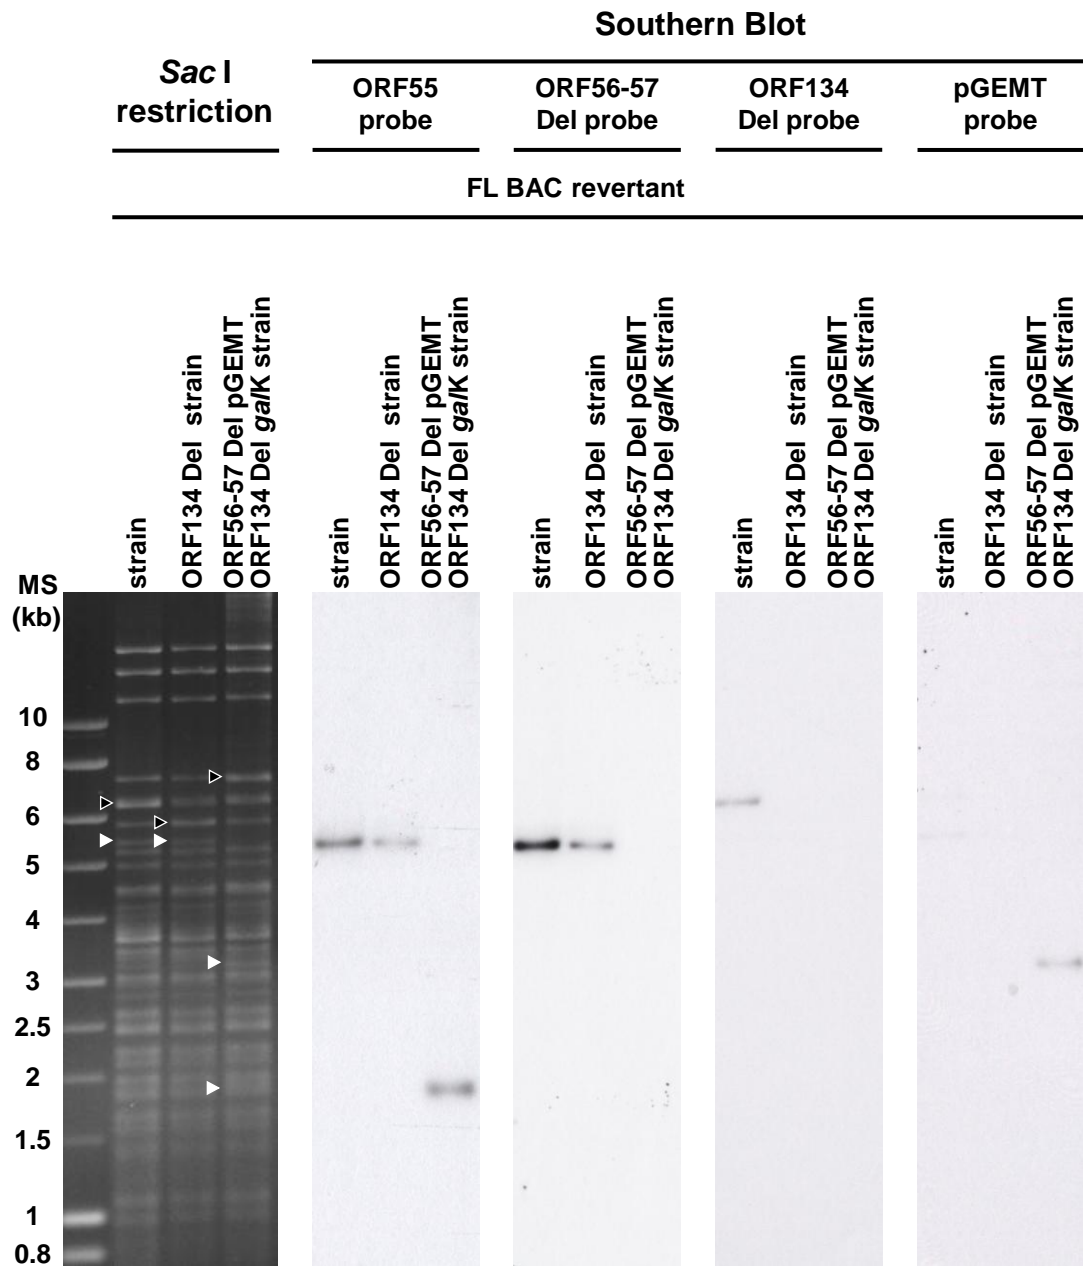 Southern Blot
Sac I
restriction
ORF55
probe
ORF56-57
Del probe
ORF134
Del probe
pGEMT
probe
FL BAC revertant
strain
ORF134 Del strain
ORF56-57 Del pGEMT
ORF134 Del galK strain
strain
ORF134 Del strain
ORF56-57 Del pGEMT
ORF134 Del galK strain
strain
ORF134 Del strain
ORF56-57 Del pGEMT
ORF134 Del galK strain
strain
ORF134 Del strain
ORF56-57 Del pGEMT
ORF134 Del galK strain
strain
ORF134 Del strain
ORF56-57 Del pGEMT
ORF134 Del galK strain
MS
(kb)
10
8
6
5
4
3
2.5
2
1.5
1
0.8